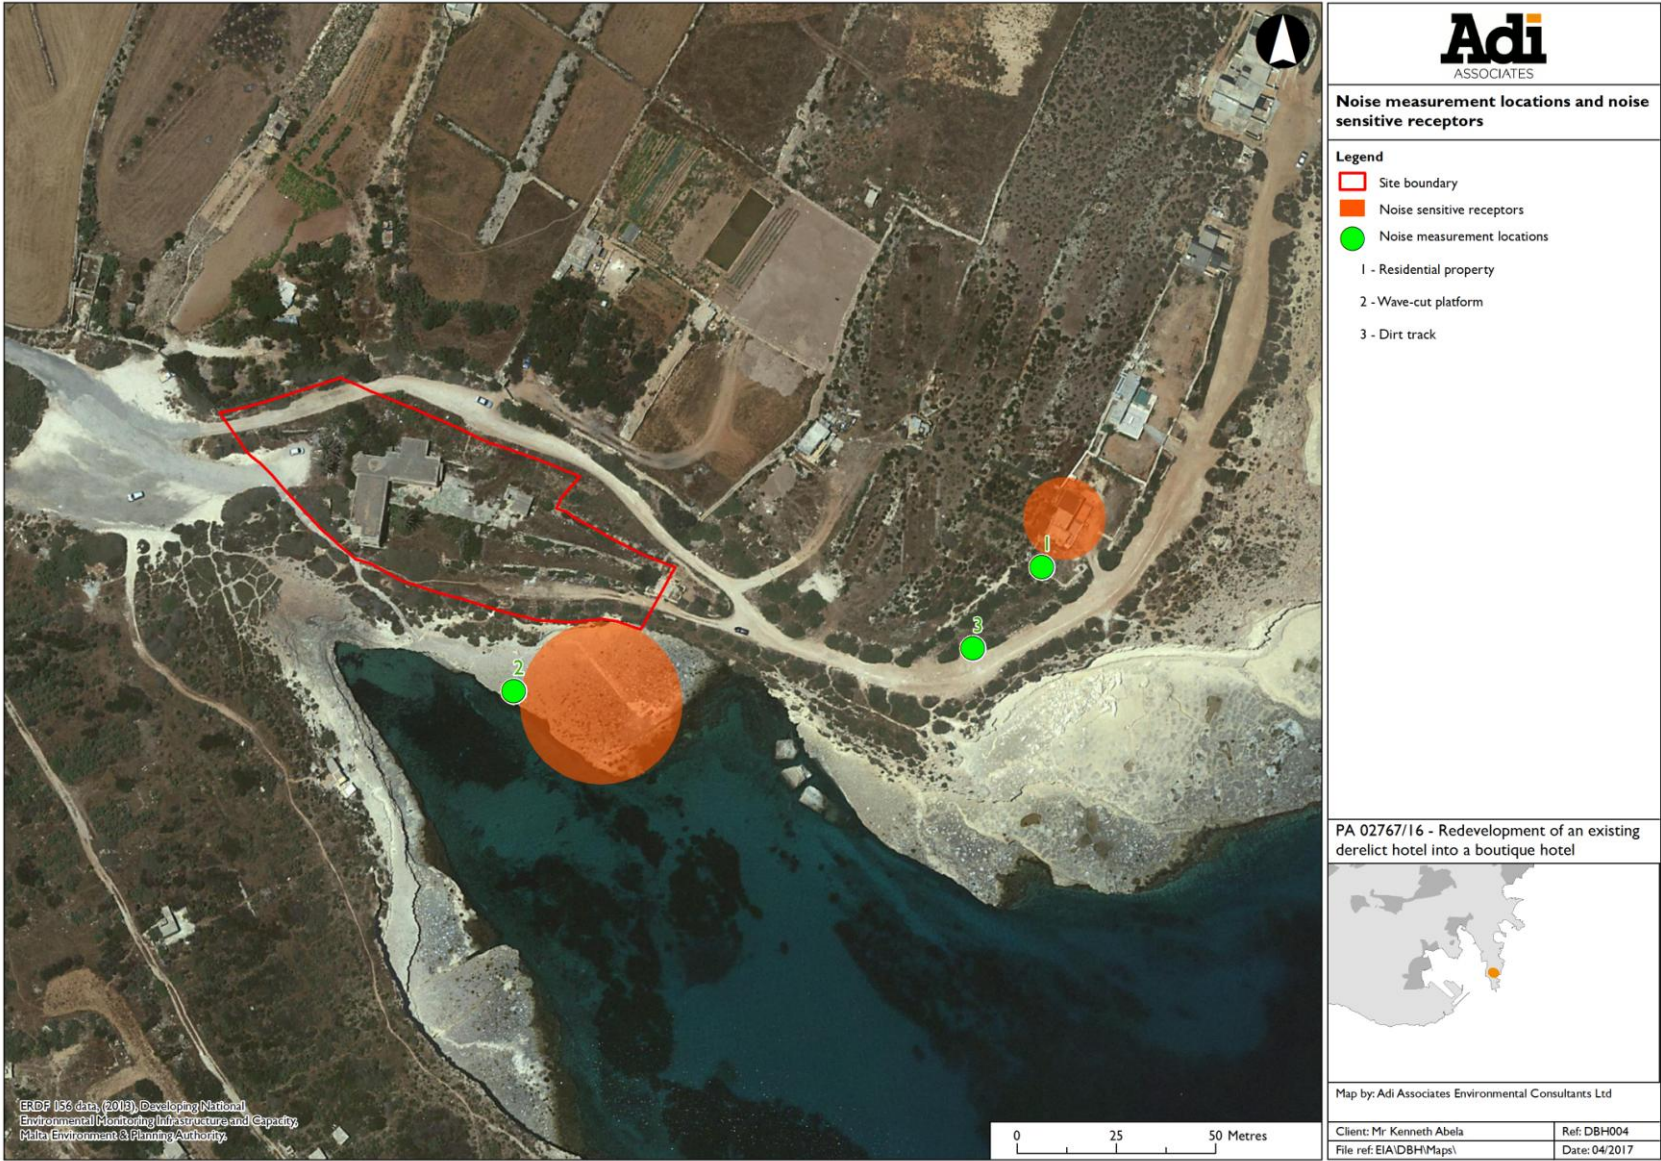 Adi
ASSOCIATES
Noise measurement locations and noise
sensitive receptors
Legend
Site boundary
Noise sensitive receptors
Noise measurement locations
1 - Residential property
2 - Wave-cut platform
3 - Dirt track
1
3
2
PA 02767/16 - Redevelopment of an existing
derelict hotel into a boutique hotel
ERDF 156 data, (2013), Developing National
Environmental Monitoring Infrastructure and Capacity,
Malta Environment & Planning Authority.
0 25 50 Metres
Map by: Adi Associates Environmental Consultants Ltd
Client: Mr Kenneth Abela
Ref: DBH004
File ref: EIA\DBH\Maps\
Date: 04/2017